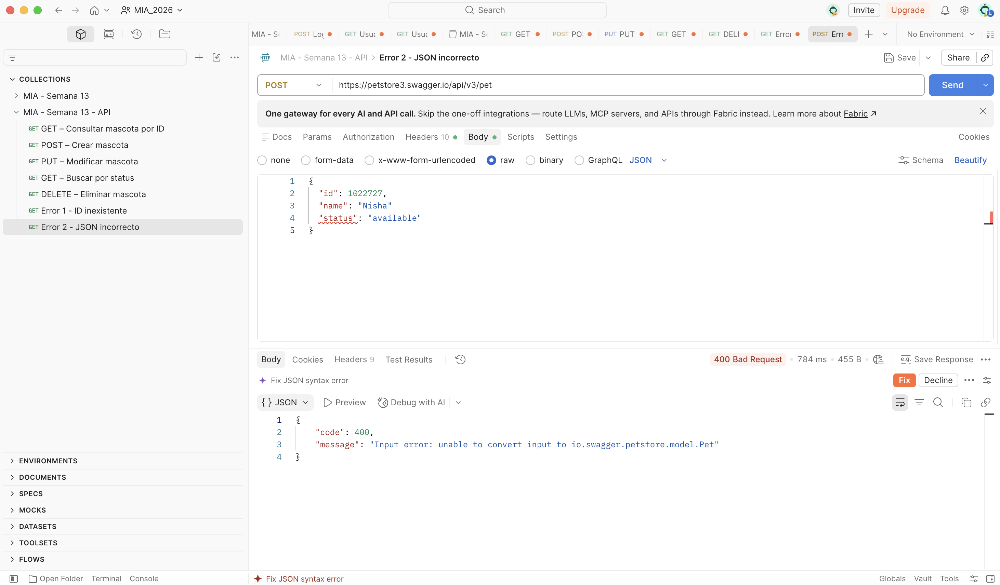 MIA_2026
Search
Invite
Upgrade
MIA - Se
POST Log
GET Usua
GET Usua
MIA - Se
GET GET
POST POS
PUT PUT
GET GET
GET DELE
GET Error
POST Erro
No Environment
HTTP MIA - Semana 13 - API > Error 2 - JSON incorrecto
Save
Share
COLLECTIONS
MIA - Semana 13
MIA - Semana 13 - API
GET GET – Consultar mascota por ID
GET POST – Crear mascota
GET PUT – Modificar mascota
GET GET – Buscar por status
GET DELETE – Eliminar mascota
GET Error 1 - ID inexistente
GET Error 2 - JSON incorrecto
ENVIRONMENTS
DOCUMENTS
SPECS
MOCKS
DATASETS
TOOLSETS
FLOWS
POST https://petstore3.swagger.io/api/v3/pet
Send
One gateway for every AI and API call. Skip the one-off integrations — route LLMs, MCP servers, and APIs through Fabric instead. Learn more about Fabric ↗
Docs Params Authorization Headers 10 Body Scripts Settings
Cookies
none form-data x-www-form-urlencoded raw binary GraphQL JSON
Schema Beautify
1 {
2 "id": 1022727,
3 "name": "Nisha"
4 "status": "available"
5 }
Body Cookies Headers 9 Test Results
400 Bad Request • 784 ms • 455 B
e.g. Save Response
Fix JSON syntax error
Fix Decline
{} JSON Preview Debug with AI
1 {
2 "code": 400,
3 "message": "Input error: unable to convert input to io.swagger.petstore.model.Pet"
4 }
Open Folder Terminal Console
Fix JSON syntax error
Globals Vault Tools